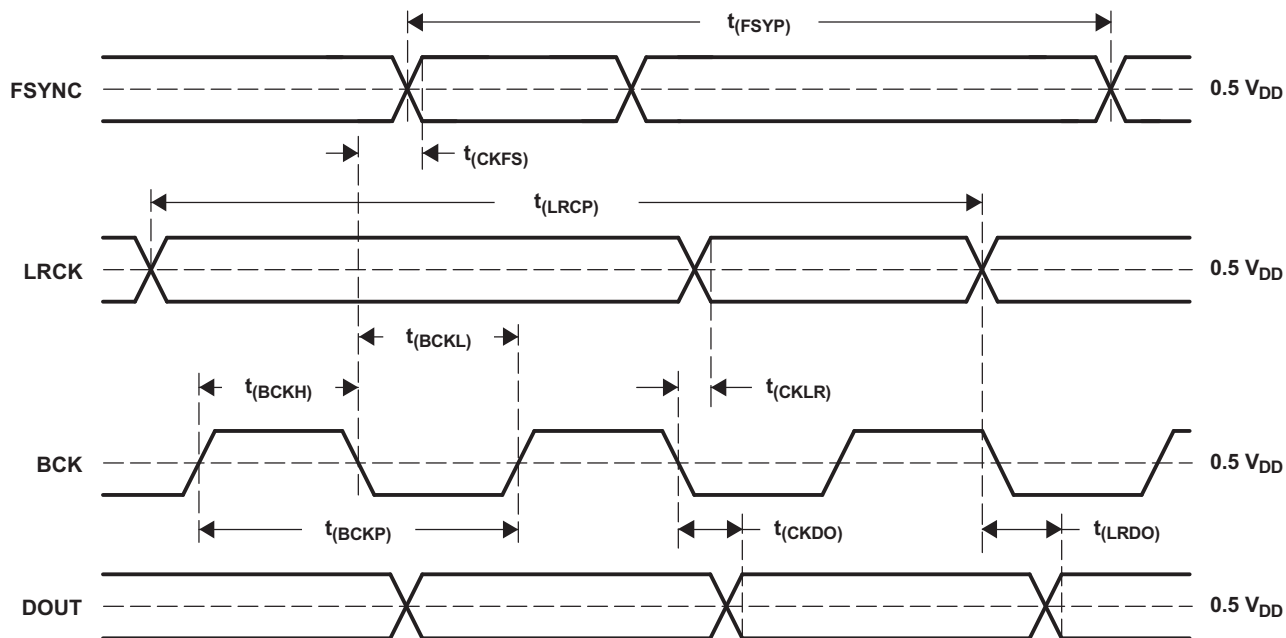 t(FSYP)
FSYNC
0.5 VDD
t(CKFS)
t(LRCP)
LRCK
0.5 VDD
t(BCKL)
t(BCKH)
t(CKLR)
BCK
0.5 VDD
t(BCKP)
t(CKDO)
t(LRDO)
DOUT
0.5 VDD